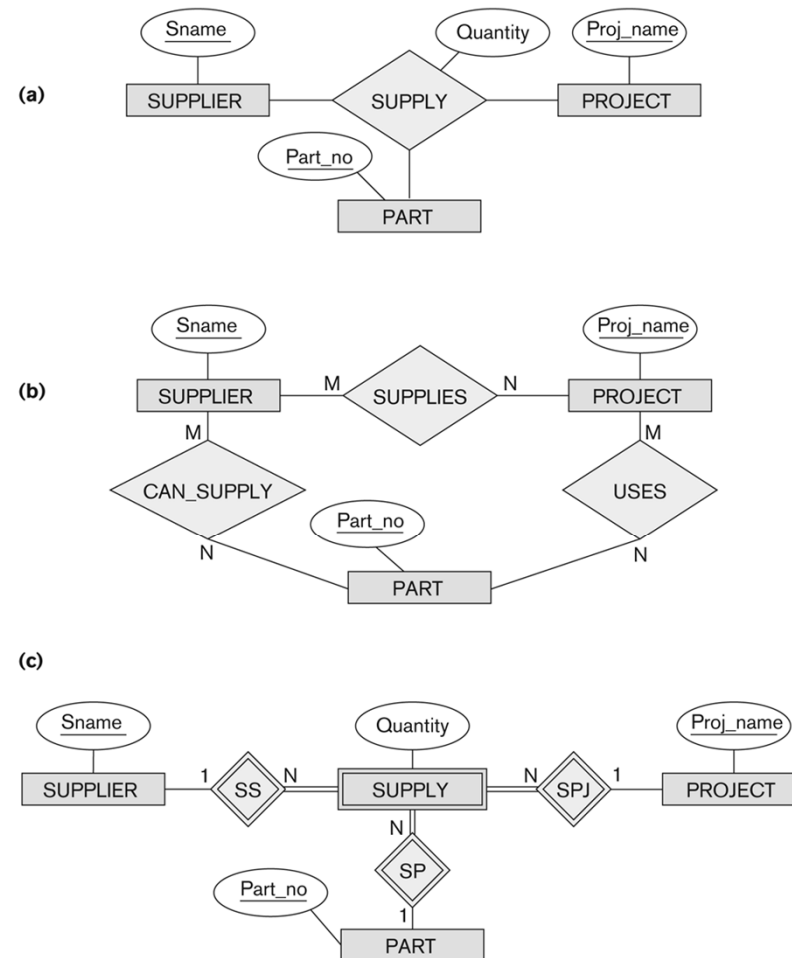 Sname
Quantity
Proj_name
(a)
SUPPLIER
SUPPLY
PROJECT
Part_no
PART
Sname
Proj_name
(b)
SUPPLIER
M
SUPPLIES
N
PROJECT
M
M
CAN_SUPPLY
USES
Part_no
N
N
PART
(c)
Sname
Quantity
Proj_name
SUPPLIER
1
SS
N
SUPPLY
N
SPJ
1
PROJECT
N
SP
Part_no
1
PART